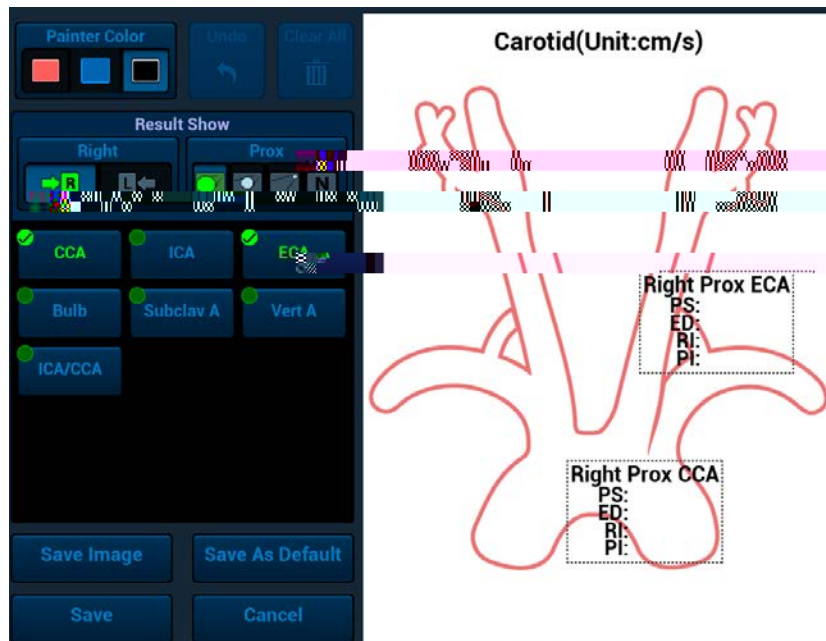 Painter Color
Undo
Clear All
Result Show
Right
Prox
R
L
N
CCA
ICA
ECA
Bulb
Subclav A
Vert A
ICA/CCA
Save Image
Save As Default
Save
Cancel
Carotid(Unit:cm/s)
Right Prox ECA
PS:
ED:
RI:
PI:
Right Prox CCA
PS:
ED:
RI:
PI: